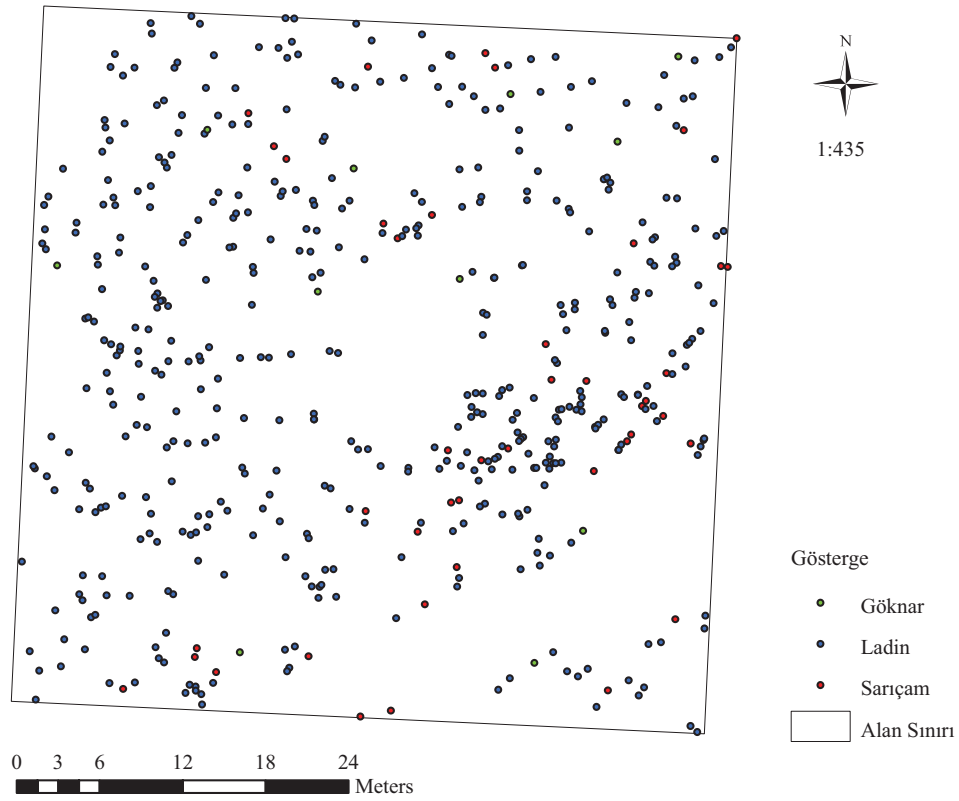 N
1:435
Gösterge
Göknar
Ladin
Sarıçam
Alan Sınırı
0 3 6 12 18 24
Meters